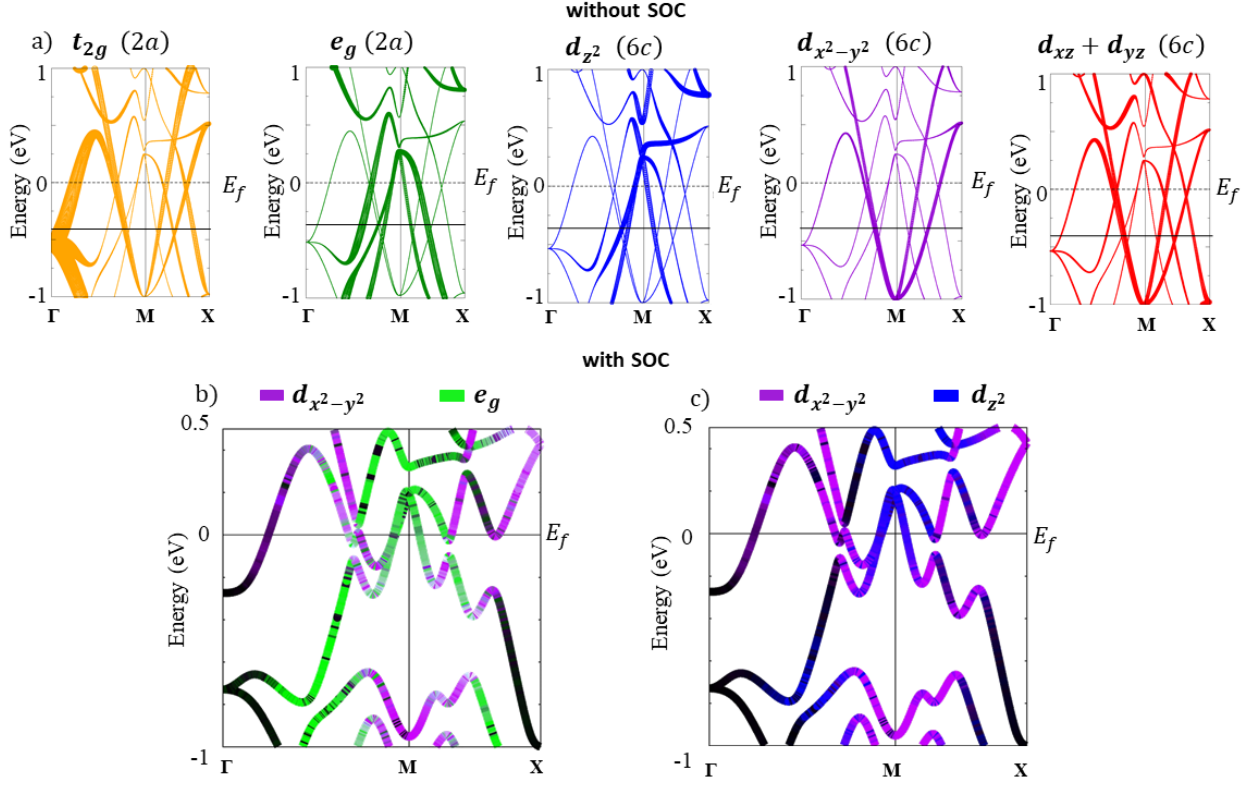 without SOC
a) t2g (2a)
eg (2a)
dz2 (6c)
dx2−y2 (6c)
dxz + dyz (6c)
1
1
1
1
1
Energy (eV)
Energy (eV)
Energy (eV)
Energy (eV)
Energy (eV)
0
Ef
0
Ef
0
Ef
0
Ef
0
Ef
-1
-1
-1
-1
-1
Γ M X
Γ M X
Γ M X
Γ M X
Γ M X
with SOC
b) dx2−y2 eg
0.5
Energy (eV)
0
Ef
-1
Γ M X
c) dx2−y2 dz2
0.5
Energy (eV)
0
Ef
-1
Γ M X